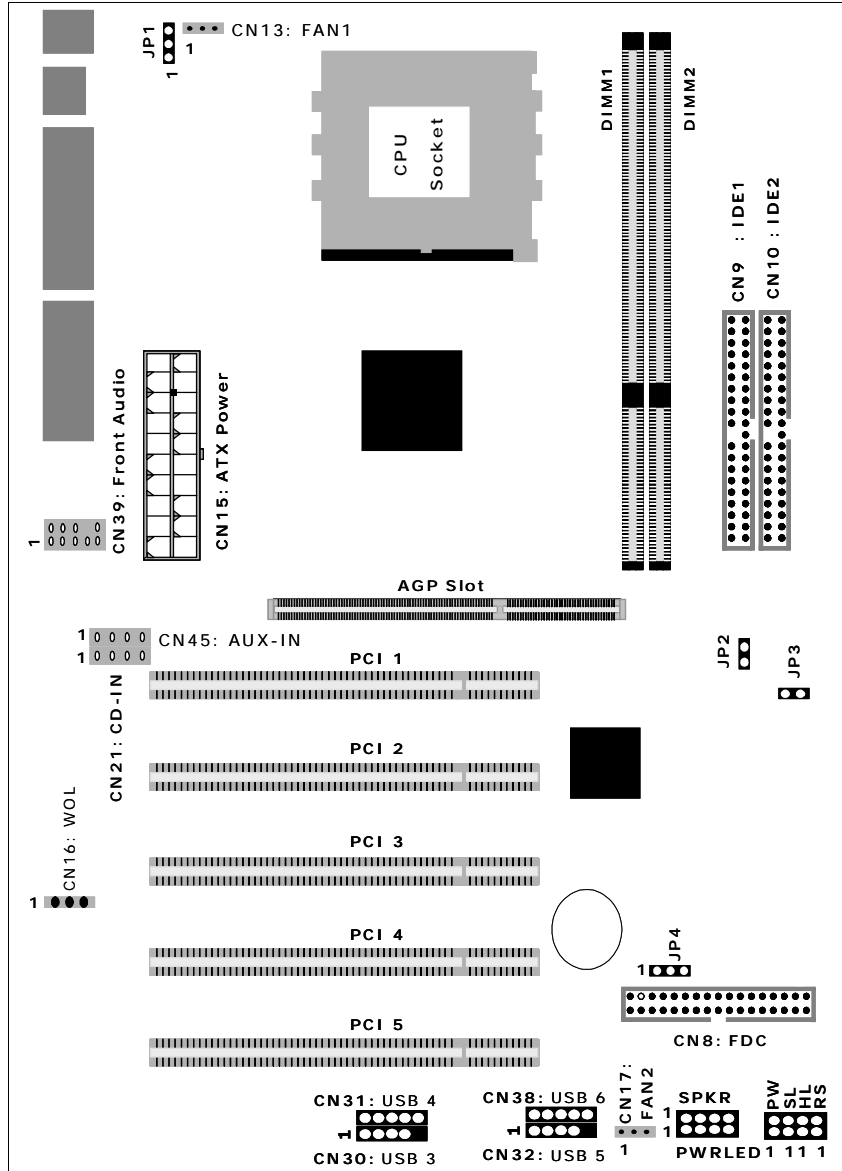 JP1
1
CN13: FAN1
1
CPU
Socket
DIMM1
DIMM2
CN9 : IDE1
CN10 : IDE2
CN39: Front Audio
1
CN15: ATX Power
AGP Slot
1
CN45: AUX-IN
1
CN21: CD-IN
PCI 1
JP2
JP3
PCI 2
CN16: WOL
1
PCI 3
PCI 4
JP4
1
CN8: FDC
PCI 5
CN31: USB 4
1
CN30: USB 3
CN38: USB 6
1
CN32: USB 5
CN17:
FAN2
1
SPKR
1
1
PWRLED
PW
SL
HL
RS
1 11 1